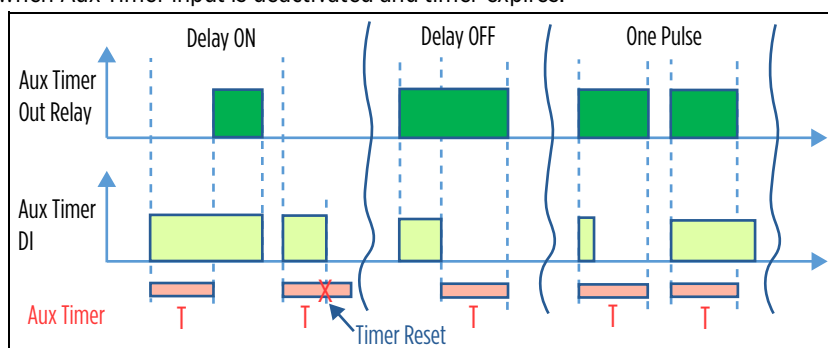 when Aux Timer input is deactivated and timer expires.
Delay ON
Delay OFF
One Pulse
Aux Timer
Out Relay
Aux Timer
DI
Aux Timer
T
T
T
T
T
X
Timer Reset